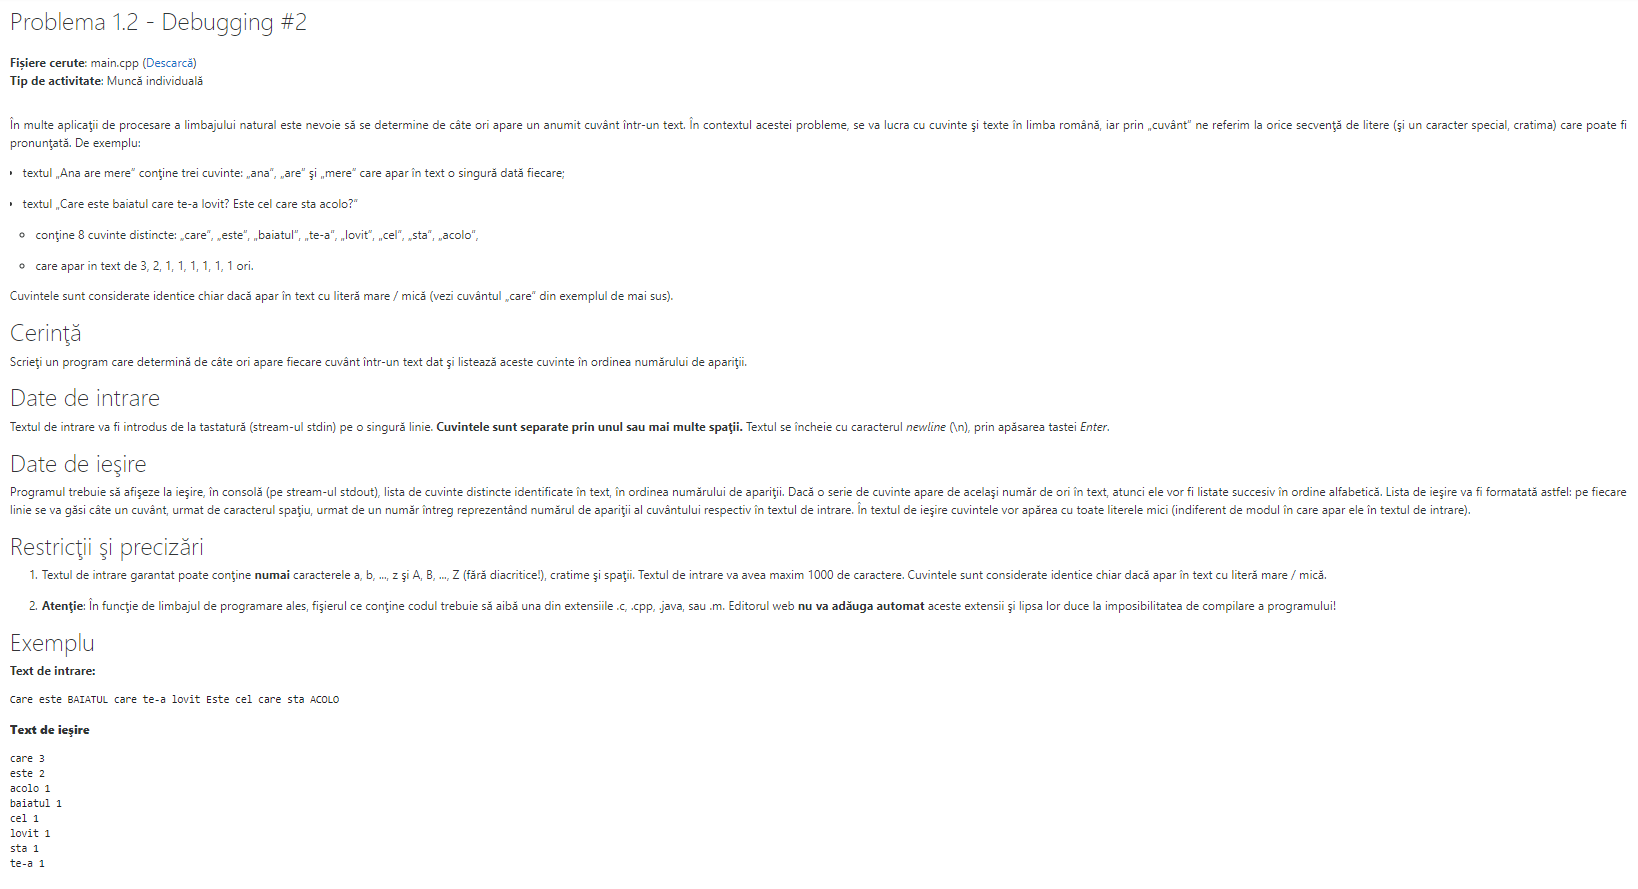 Problema 1.2 - Debugging #2
Fișiere cerute: main.cpp (Descarcă)
Tip de activitate: Muncă individuală
În multe aplicaţii de procesare a limbajului natural este nevoie să se determine de câte ori apare un anumit cuvânt într-un text. În contextul acestei probleme, se va lucra cu cuvinte şi texte în limba română, iar prin „cuvânt” ne referim la orice secvenţă de litere (şi un caracter special, cratima) care poate fi
pronunţată. De exemplu:
textul „Ana are mere” conţine trei cuvinte: „ana”, „are” şi „mere” care apar în text o singură dată fiecare;
textul „Care este baiatul care te-a lovit? Este cel care sta acolo?”
conţine 8 cuvinte distincte: „care”, „este”, „baiatul”, „te-a”, „lovit”, „cel”, „sta”, „acolo”,
care apar in text de 3, 2, 1, 1, 1, 1, 1, 1 ori.
Cuvintele sunt considerate identice chiar dacă apar în text cu literă mare / mică (vezi cuvântul „care” din exemplul de mai sus).
Cerinţă
Scrieţi un program care determină de câte ori apare fiecare cuvânt într-un text dat şi listează aceste cuvinte în ordinea numărului de apariţii.
Date de intrare
Textul de intrare va fi introdus de la tastatură (stream-ul stdin) pe o singură linie. Cuvintele sunt separate prin unul sau mai multe spaţii. Textul se încheie cu caracterul newline (\n), prin apăsarea tastei Enter.
Date de ieşire
Programul trebuie să afişeze la ieşire, în consolă (pe stream-ul stdout), lista de cuvinte distincte identificate în text, în ordinea numărului de apariţii. Dacă o serie de cuvinte apare de acelaşi număr de ori în text, atunci ele vor fi listate succesiv în ordine alfabetică. Lista de ieşire va fi formatată astfel: pe fiecare
linie se va găsi câte un cuvânt, urmat de caracterul spaţiu, urmat de un număr întreg reprezentând numărul de apariţii al cuvântului respectiv în textul de intrare. În textul de ieşire cuvintele vor apărea cu toate literele mici (indiferent de modul în care apar ele în textul de intrare).
Restricţii şi precizări
1. Textul de intrare garantat poate conţine numai caracterele a, b, ..., z şi A, B, ..., Z (fără diacritice!), cratime şi spaţii. Textul de intrare va avea maxim 1000 de caractere. Cuvintele sunt considerate identice chiar dacă apar în text cu literă mare / mică.
2. Atenţie: În funcţie de limbajul de programare ales, fişierul ce conţine codul trebuie să aibă una din extensiile .c, .cpp, .java, sau .m. Editorul web nu va adăuga automat aceste extensii şi lipsa lor duce la imposibilitatea de compilare a programului!
Exemplu
Text de intrare:
Care este BAIATUL care te-a lovit Este cel care sta ACOLO
Text de ieşire
care 3
este 2
acolo 1
baiatul 1
cel 1
lovit 1
sta 1
te-a 1